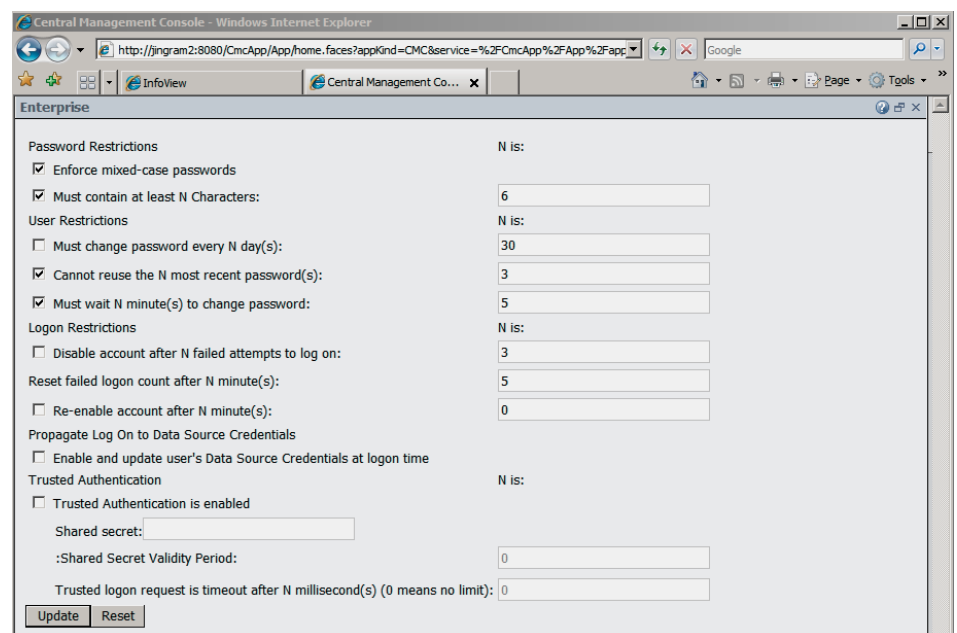 Central Management Console - Windows Internet Explorer
http://jingram2:8080/CmcApp/App/home.faces?appKind=CMC&service=%2FCmcApp%2FApp%2Fapp
Google
InfoView
Central Management Co...
Page
Tools
»
Enterprise
Password Restrictions N is:
Enforce mixed-case passwords
Must contain at least N Characters: 6
User Restrictions N is:
Must change password every N day(s): 30
Cannot reuse the N most recent password(s): 3
Must wait N minute(s) to change password: 5
Logon Restrictions N is:
Disable account after N failed attempts to log on: 3
Reset failed logon count after N minute(s): 5
Re-enable account after N minute(s): 0
Propagate Log On to Data Source Credentials
Enable and update user's Data Source Credentials at logon time
Trusted Authentication N is:
Trusted Authentication is enabled
Shared secret:
:Shared Secret Validity Period: 0
Trusted logon request is timeout after N millisecond(s) (0 means no limit): 0
Update Reset